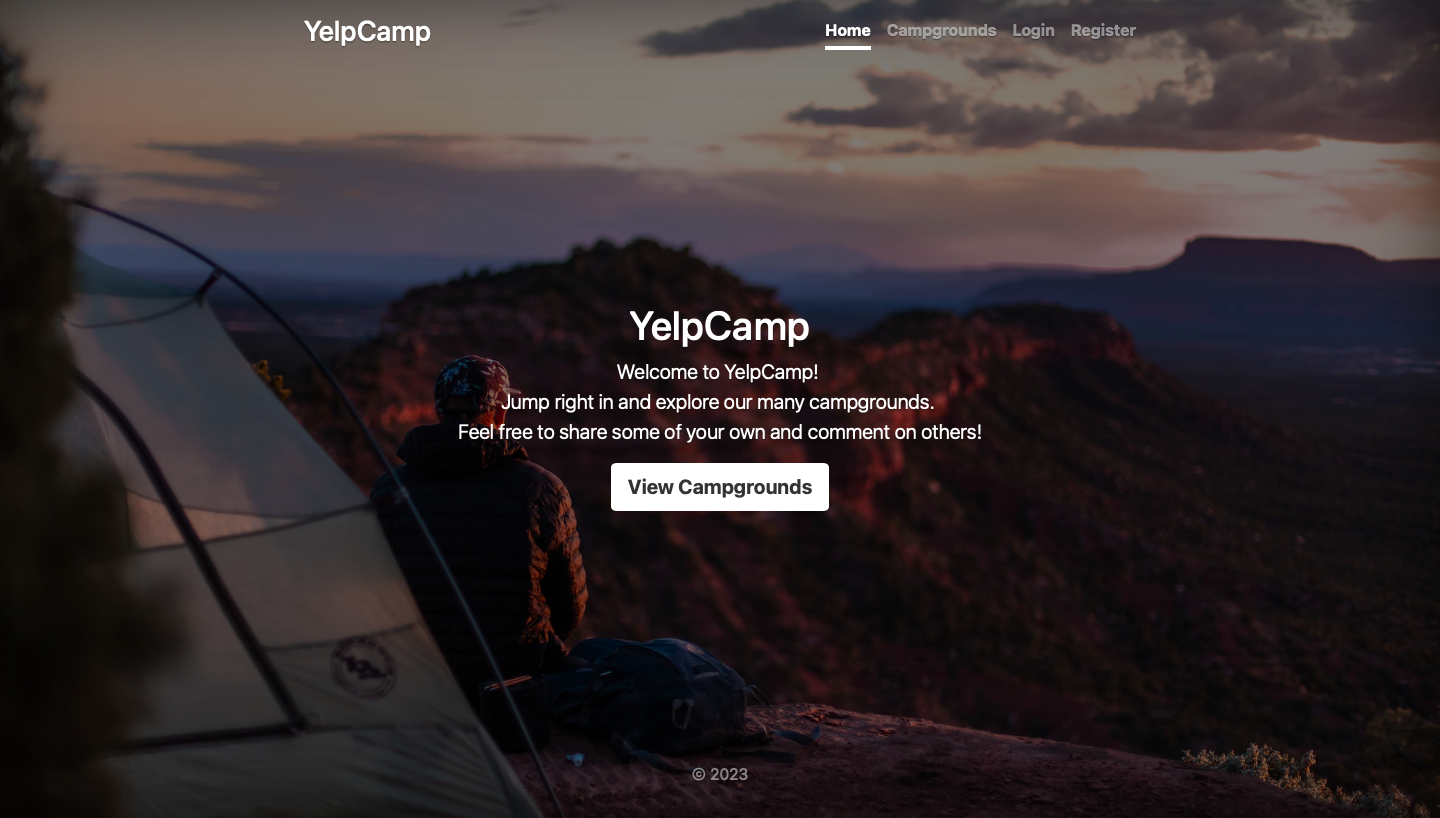 YelpCamp
Home Campgrounds Login Register
YelpCamp
Welcome to YelpCamp!
Jump right in and explore our many campgrounds.
Feel free to share some of your own and comment on others!
View Campgrounds
© 2023